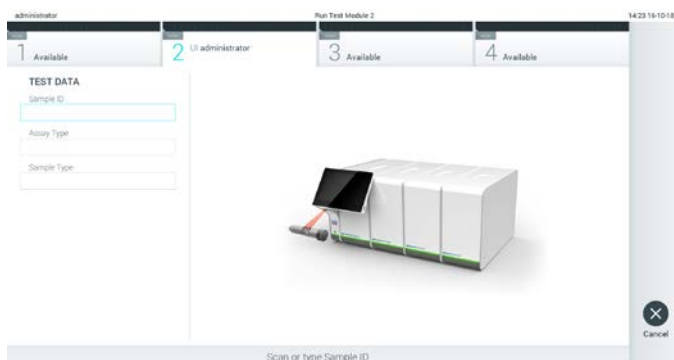 administrator Run Test Module 2 14:23 16-10-18
1 Available
2 UI administrator
3 Available
4 Available
TEST DATA
Sample ID
Assay Type
Sample Type
Cancel
Scan or type Sample ID